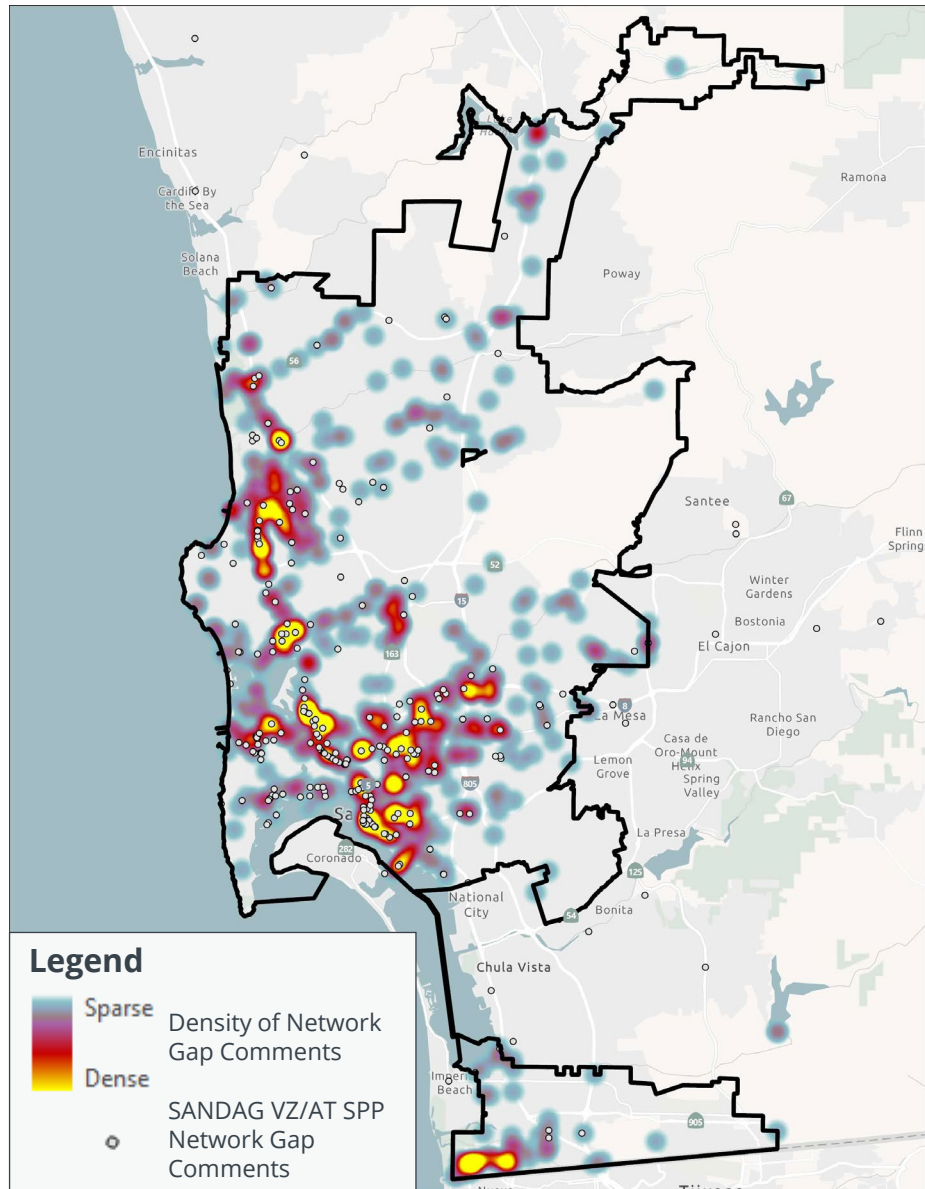 Encinitas
Cardiff By
the Sea
Solana
Beach
Lake
Ramona
Poway
56
Santee
67
Flinn
Springs
52
15
Winter
Gardens
Bostonia
El Cajon
163
8
La Mesa
Rancho San
Diego
Casa de
Oro-Mount
Helix
94
Spring
Valley
Lemon
Grove
805
5
Sa
La Presa
282
Coronado
125
National
City
54
Bonita
Chula Vista
Imperi
Beach
905
Legend
Sparse
Dense
Density of Network
Gap Comments
SANDAG VZ/AT SPP
Network Gap
Comments